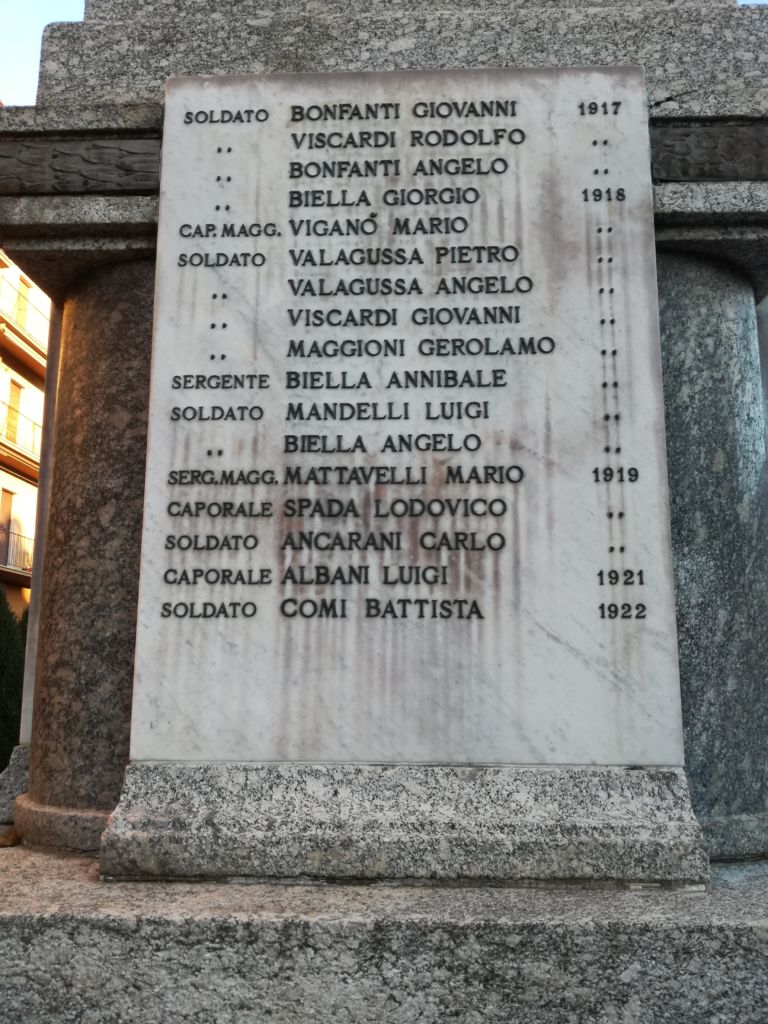 SOLDATO BONFANTI GIOVANNI 1917
,, VISCARDI RODOLFO ,,
,, BONFANTI ANGELO ,,
,, BIELLA GIORGIO 1918
CAP. MAGG. VIGANÓ MARIO ,,
SOLDATO VALAGUSSA PIETRO ,,
,, VALAGUSSA ANGELO ,,
,, VISCARDI GIOVANNI ,,
,, MAGGIONI GEROLAMO ,,
SERGENTE BIELLA ANNIBALE ,,
SOLDATO MANDELLI LUIGI ,,
,, BIELLA ANGELO ,,
SERG. MAGG. MATTAVELLI MARIO 1919
CAPORALE SPADA LODOVICO ,,
SOLDATO ANCARANI CARLO ,,
CAPORALE ALBANI LUIGI 1921
SOLDATO COMI BATTISTA 1922